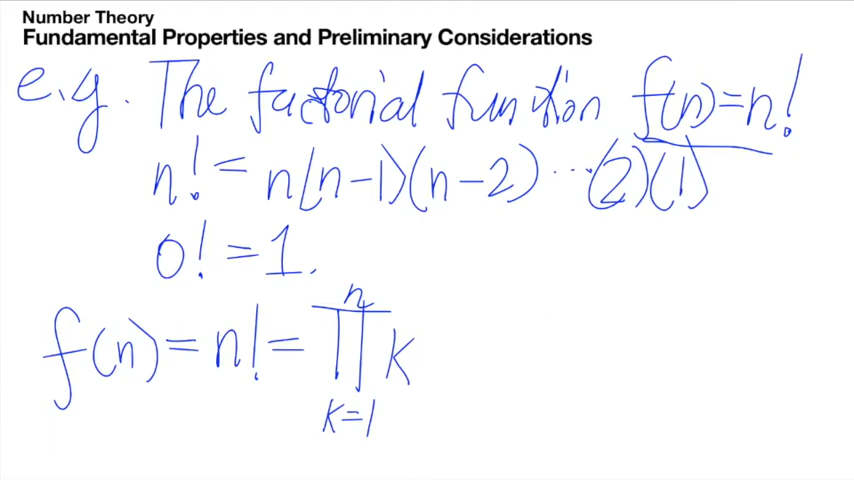 Number Theory
Fundamental Properties and Preliminary Considerations
e.g. The factorial function f(n)=n!
n! = n(n-1)(n-2)...(2)(1)
0! = 1.
f(n) = n! = ∏_{k=1}^{n} k